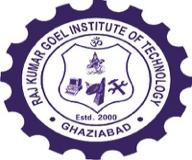 RAJ KUMAR GOEL INSTITUTE OF TECHNOLOGY
ॐ
Estd. 2000
GHAZIABAD